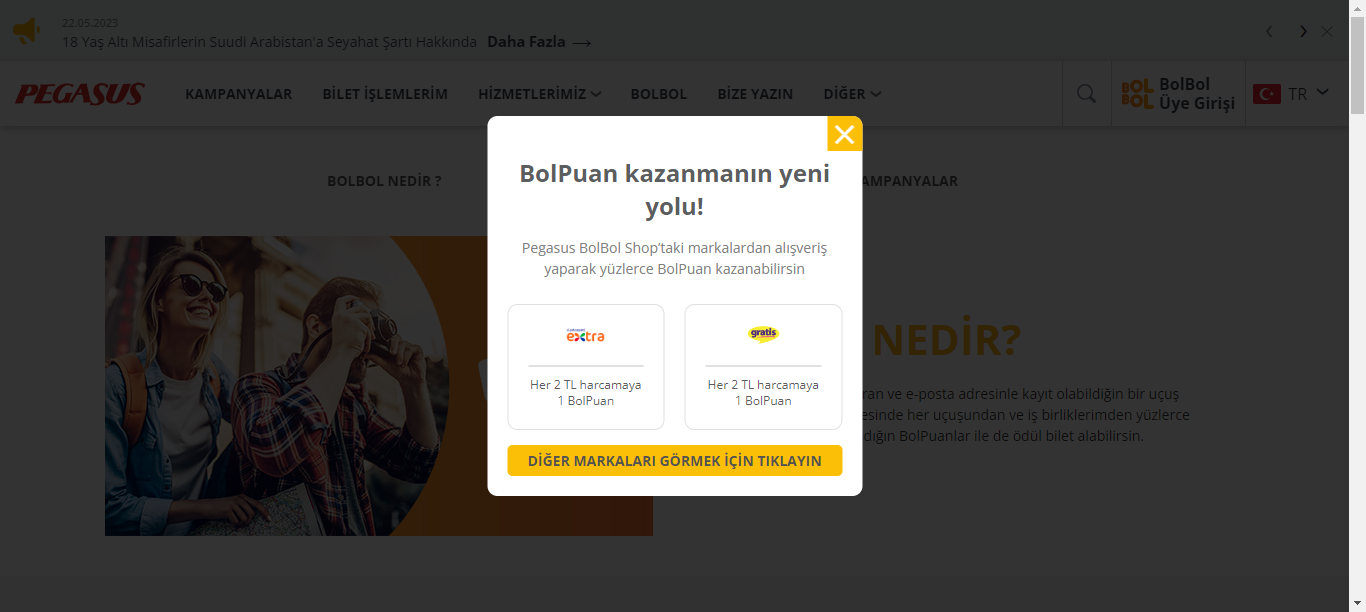 22.05.2023
18 Yaş Altı Misafirlerin Suudi Arabistan'a Seyahat Şartı Hakkında Daha Fazla
PEGASUS
KAMPANYALAR BİLET İŞLEMLERİM HİZMETLERİMİZ BOLBOL BİZE YAZIN DİĞER
BOL BOL
BolBol
Üye Girişi
TR
BOLBOL NEDİR ?
AMPANYALAR
BolPuan kazanmanın yeni
yolu!
Pegasus BolBol Shop’taki markalardan alışveriş
yaparak yüzlerce BolPuan kazanabilirsin
extra
Her 2 TL harcamaya
1 BolPuan
gratis
Her 2 TL harcamaya
1 BolPuan
DİĞER MARKALARI GÖRMEK İÇİN TIKLAYIN
NEDİR?
ran ve e-posta adresinle kayıt olabildiğin bir uçuş
esinde her uçuşundan ve iş birliklerimden yüzlerce
dığın BolPuanlar ile de ödül bilet alabilirsin.